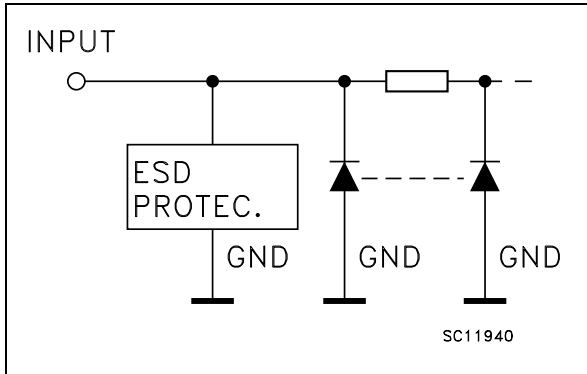 INPUT
ESD
PROTEC.
GND
GND
GND
SC11940